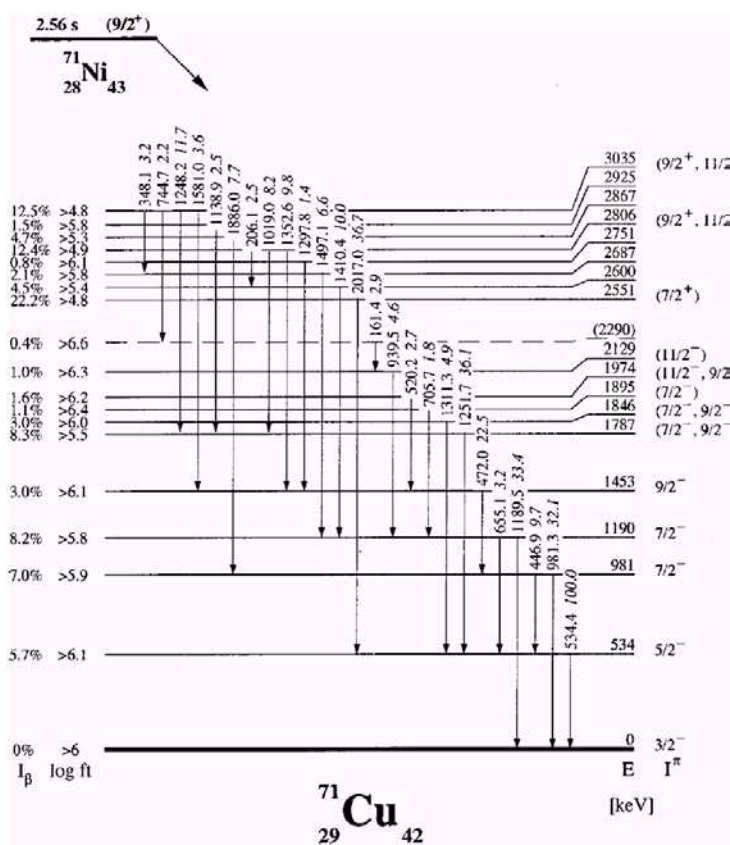 2.56 s (9/2+)
71
28 Ni 43
348.1 3.2
744.7 2.2
1248.2 11.7
1581.0 3.6
1138.9 2.5
1886.0 7.7
206.1 2.5
1019.0 8.2
1352.6 9.8
1297.8 1.4
1497.1 6.6
1410.4 10.0
2017.0 36.7
161.4 2.9
939.5 4.6
520.2 2.7
705.7 1.8
1311.3 4.9
1251.7 36.1
472.0 22.5
655.1 3.2
1189.5 33.4
446.9 9.7
981.3 32.1
534.4 100.0
3035 (9/2+, 11/2
2925
12.5% >4.8 2867
1.5% >5.8 2806 (9/2+, 11/2
4.7% >5.3 2751
12.4% >4.9 2687
0.8% >6.1 2600
2.1% >5.8 2551 (7/2+)
4.5% >5.4
22.2% >4.8
(2290)
0.4% >6.6
2129 (11/2−)
1.0% >6.3 1974 (11/2−, 9/2
1895 (7/2−)
1.6% >6.2 1846 (7/2−, 9/2−
1.1% >6.4
3.0% >6.0 1787 (7/2−, 9/2−
8.3% >5.5
3.0% >6.1 1453 9/2−
8.2% >5.8 1190 7/2−
7.0% >5.9 981 7/2−
5.7% >6.1 534 5/2−
0% >6 0 3/2−
Iβ log ft E Iπ
71
29 Cu 42
[keV]